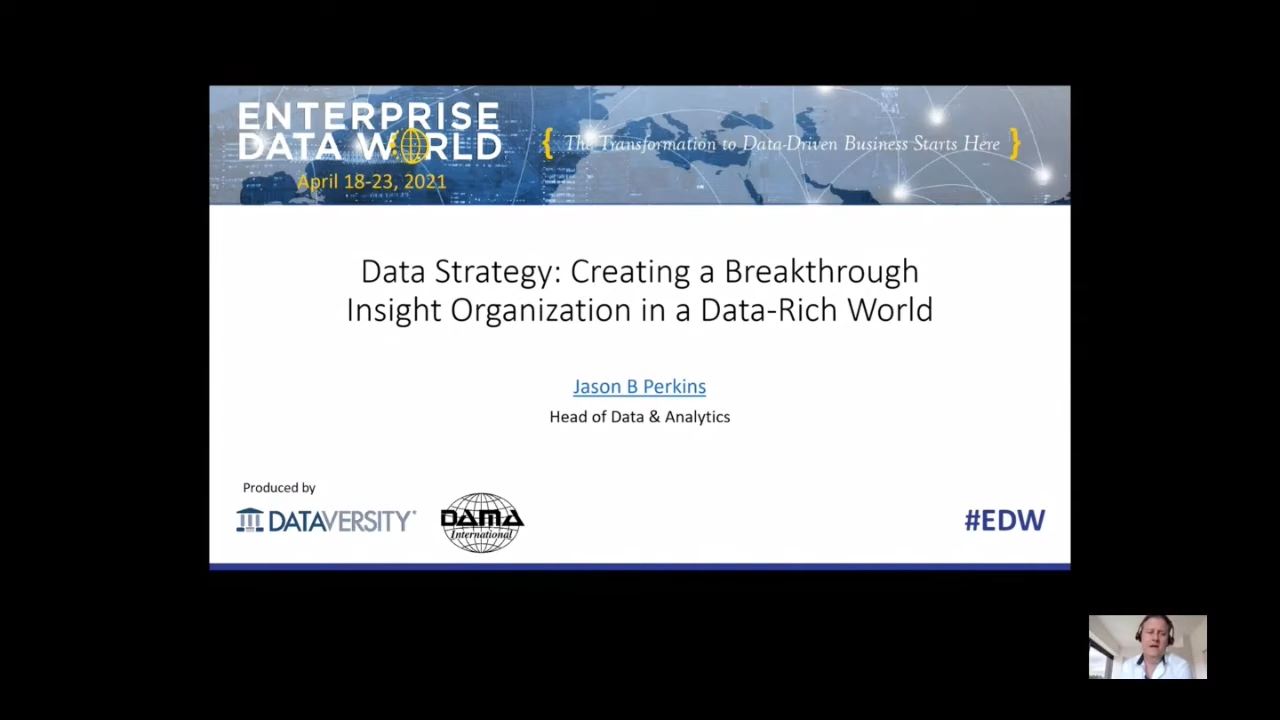 ENTERPRISE
DATA WORLD
April 18-23, 2021
{ The Transformation to Data-Driven Business Starts Here }
Data Strategy: Creating a Breakthrough
Insight Organization in a Data-Rich World
Jason B Perkins
Head of Data & Analytics
Produced by
DATAVERSITY
DAMA
International
#EDW